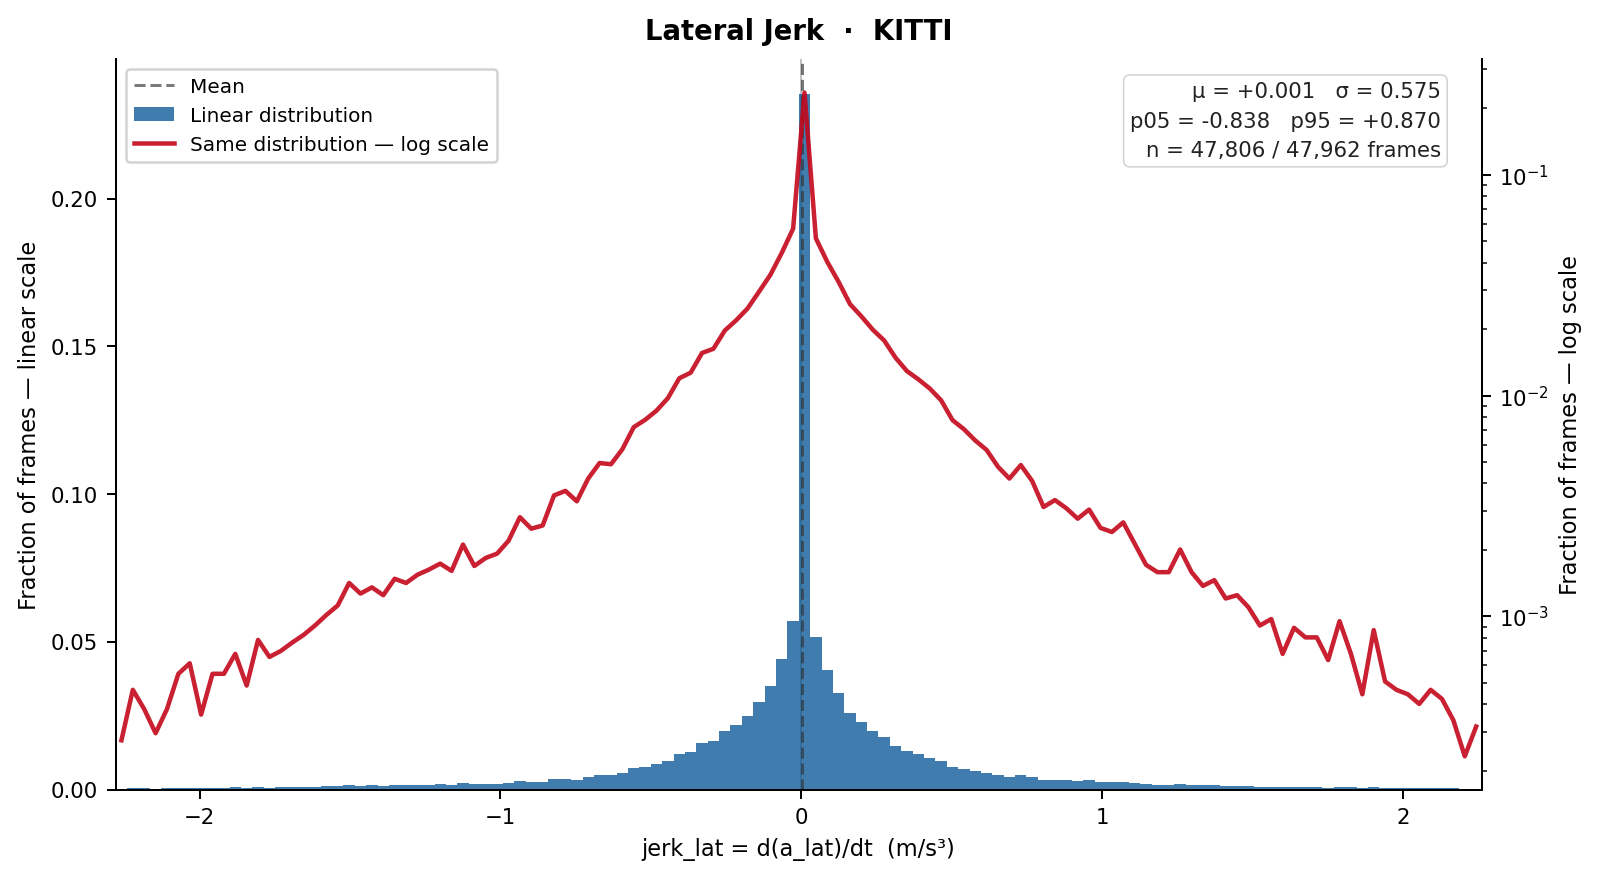 Lateral Jerk · KITTI
Mean
Linear distribution
Same distribution — log scale
μ = +0.001 σ = 0.575
p05 = -0.838 p95 = +0.870
n = 47,806 / 47,962 frames
Fraction of frames — linear scale
0.20
0.15
0.10
0.05
0.00
10⁻¹
10⁻²
10⁻³
Fraction of frames — log scale
−2 −1 0 1 2
jerk_lat = d(a_lat)/dt (m/s³)